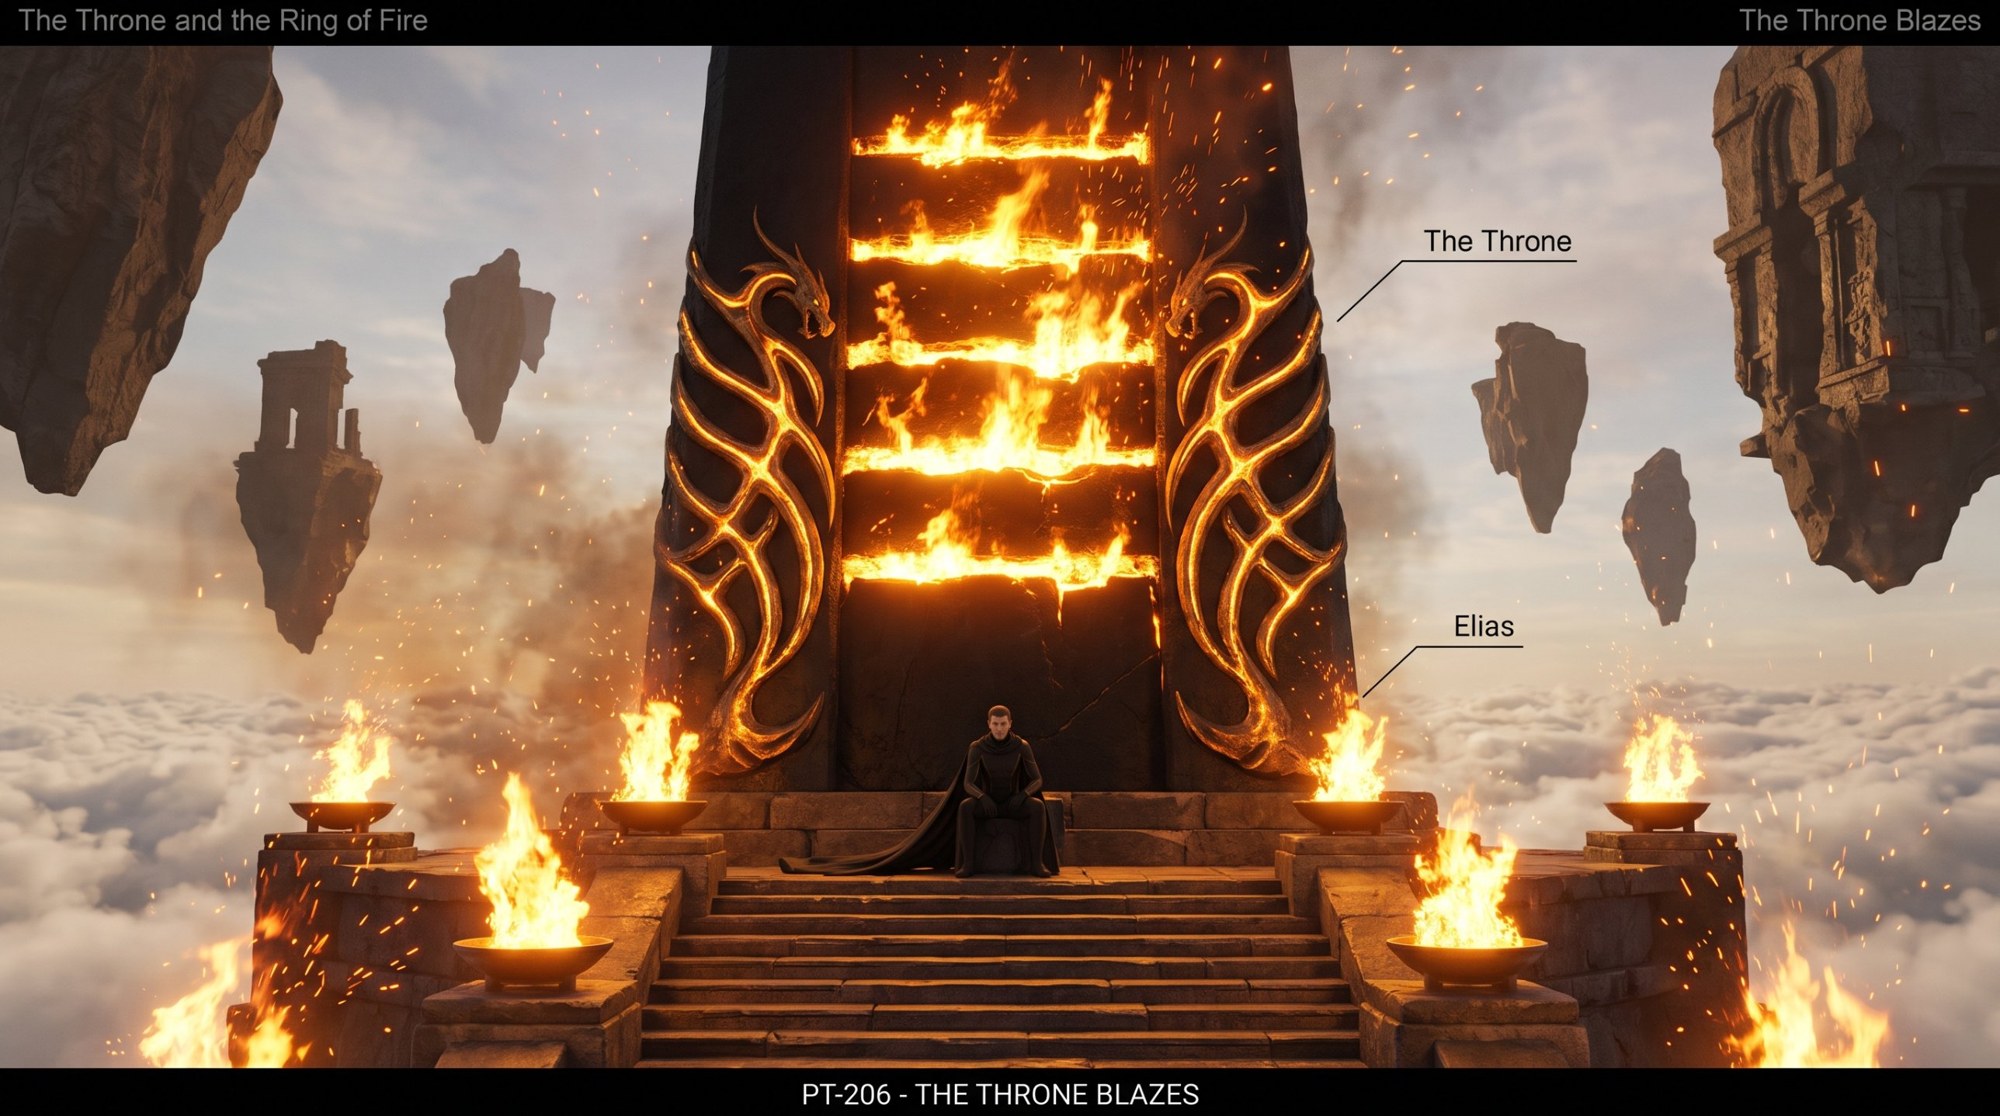 The Throne and the Ring of Fire
The Throne Blazes
The Throne
Elias
PT-206 - THE THRONE BLAZES